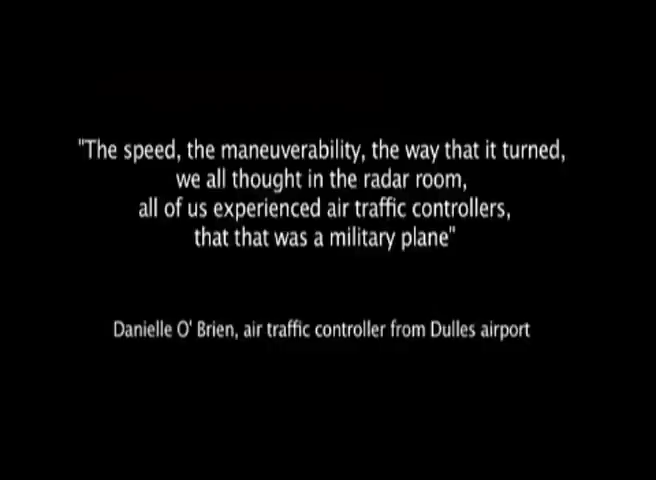 "The speed, the maneuverability, the way that it turned,
we all thought in the radar room,
all of us experienced air traffic controllers,
that that was a military plane"
Danielle O' Brien, air traffic controller from Dulles airport